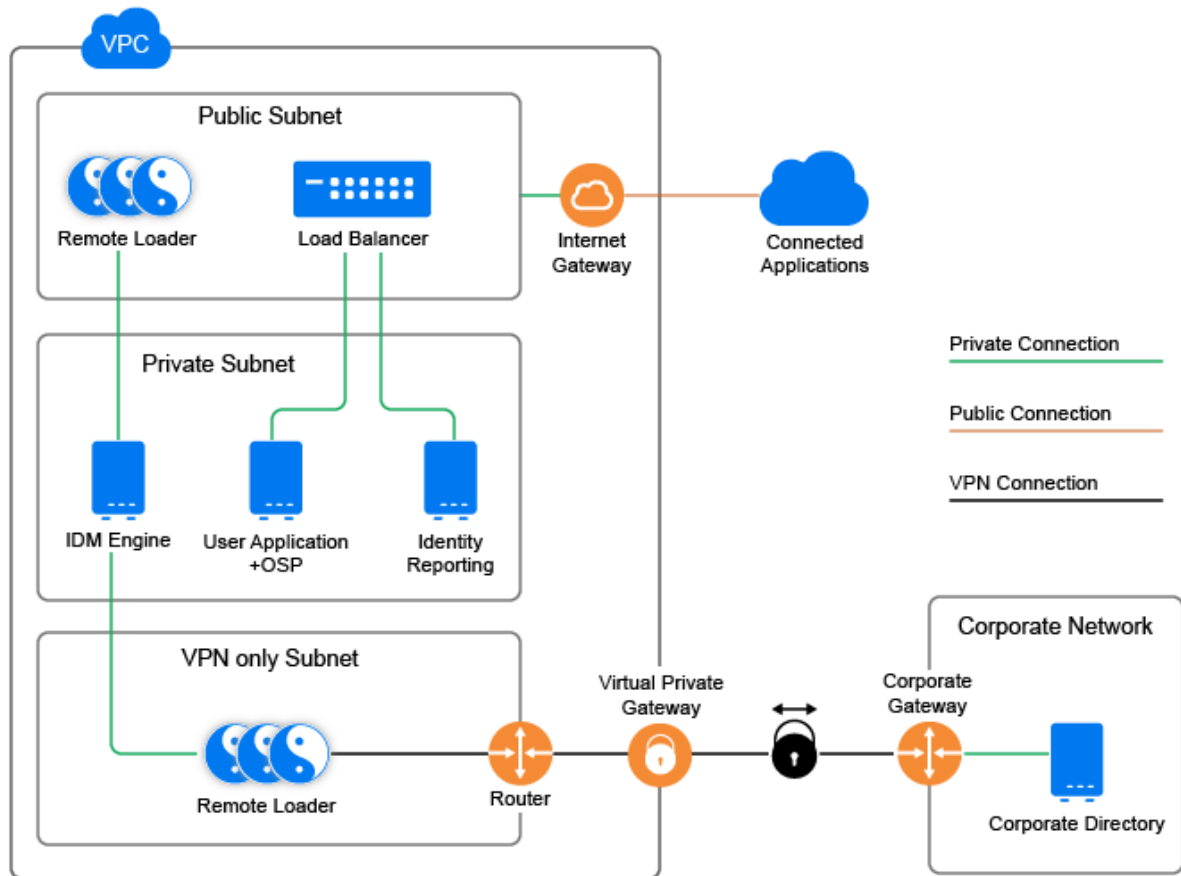 VPC
Public Subnet
Remote Loader
Load Balancer
Internet
Gateway
Connected
Applications
Private Connection
Public Connection
VPN Connection
Private Subnet
IDM Engine
User Application
+OSP
Identity
Reporting
VPN only Subnet
Remote Loader
Router
Virtual Private
Gateway
Corporate Network
Corporate
Gateway
Corporate Directory